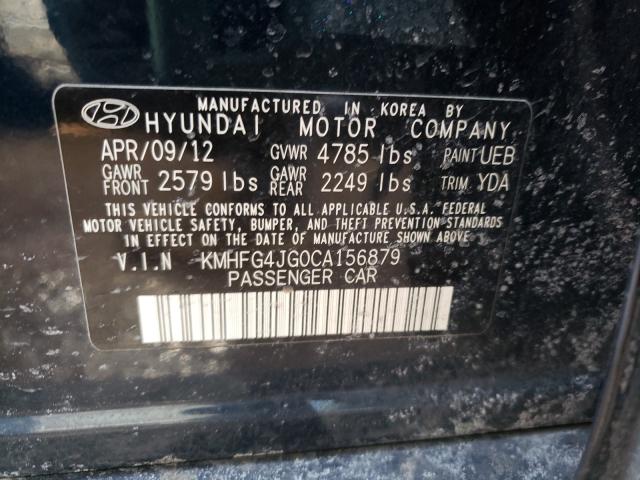 MANUFACTURED IN KOREA BY
HYUNDAI MOTOR COMPANY
APR/09/12 GVWR 4785 lbs PAINT UEB
GAWR FRONT 2579 lbs GAWR REAR 2249 lbs TRIM YDA
THIS VEHICLE CONFORMS TO ALL APPLICABLE U.S.A. FEDERAL
MOTOR VEHICLE SAFETY, BUMPER, AND THEFT PREVENTION STANDARDS
IN EFFECT ON THE DATE OF MANUFACTURE SHOWN ABOVE.
V.I.N KMHFG4JG0CA156879
PASSENGER CAR